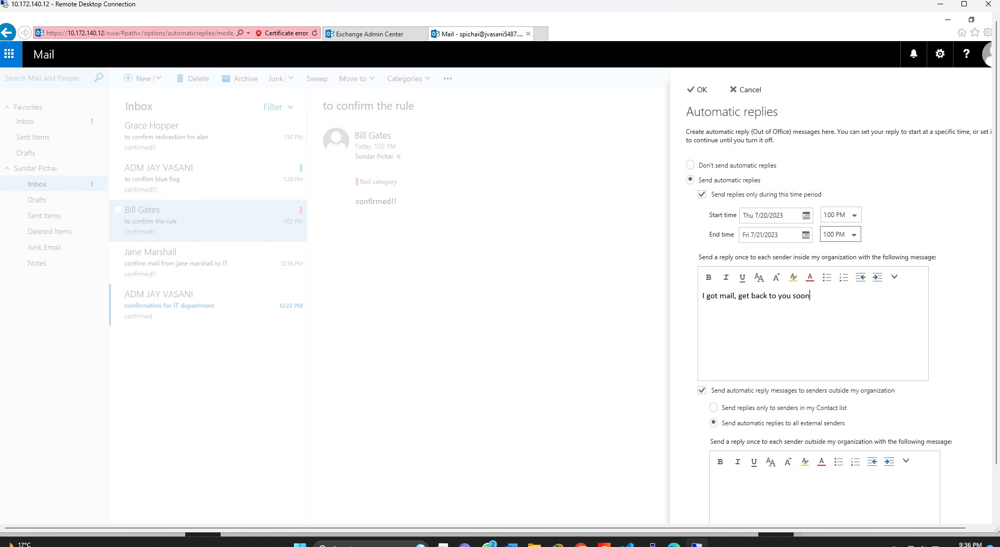 10.172.140.12 - Remote Desktop Connection
https://10.172.140.12/owa/#path=/options/automaticreplies/mode, Certificate error
Exchange Admin Center
Mail - spichai@jvasani5487....
Mail
Search Mail and People
New
Delete
Archive
Junk
Sweep
Move to
Categories
Favorites
Inbox 1
Sent Items
Drafts
Sundar Pichai
Inbox 1
Drafts
Sent Items
Deleted Items
Junk Email
Notes
Inbox
Filter
Grace Hopper
to confirm redirection for alan 1:30 PM
confirmed!!
ADM JAY VASANI
to confirm blue flag 1:29 PM
confirmed!!!
Bill Gates
to confirm the rule 1:02 PM
confirmed!!
Jane Marshall
confirm mail from jane marshall to IT 12:36 PM
confirmed!!
ADM JAY VASANI
confirmation for IT department 12:22 PM
confirmed
to confirm the rule
Bill Gates
Today, 1:02 PM
Sundar Pichai
Red category
confirmed!!
OK
Cancel
Automatic replies
Create automatic reply (Out of Office) messages here. You can set your reply to start at a specific time, or set i
to continue until you turn it off.
Don't send automatic replies
Send automatic replies
Send replies only during this time period
Start time Thu 7/20/2023 1:00 PM
End time Fri 7/21/2023 1:00 PM
Send a reply once to each sender inside my organization with the following message:
B I U AA A A A
I got mail, get back to you soon
Send automatic reply messages to senders outside my organization
Send replies only to senders in my Contact list
Send automatic replies to all external senders
Send a reply once to each sender outside my organization with the following message:
B I U AA A A A
17°C
2
9:36 PM